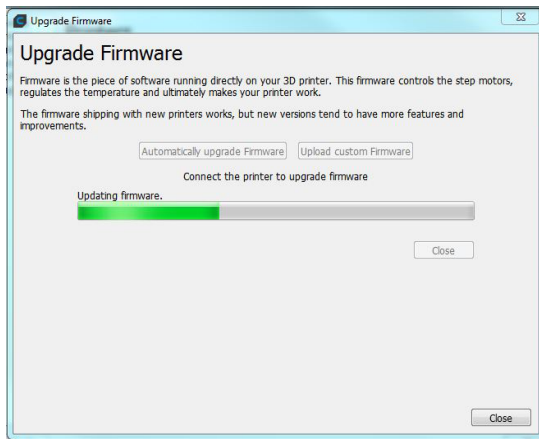 Upgrade Firmware
Upgrade Firmware
Firmware is the piece of software running directly on your 3D printer. This firmware controls the step motors,
regulates the temperature and ultimately makes your printer work.
The firmware shipping with new printers works, but new versions tend to have more features and
improvements.
Automatically upgrade Firmware Upload custom Firmware
Connect the printer to upgrade firmware
Updating firmware.
Close
Close